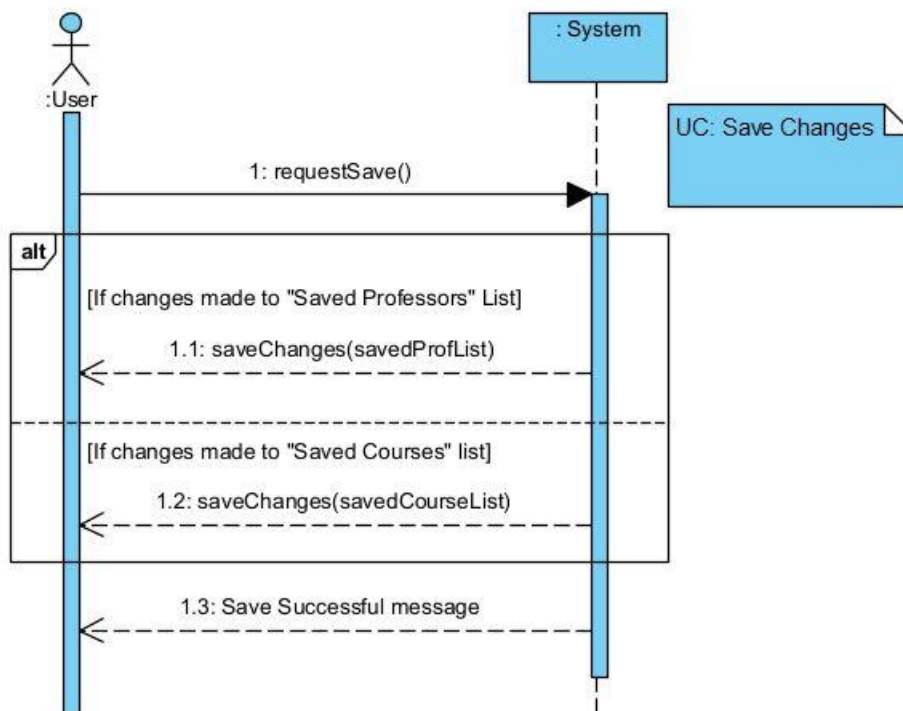 : System
:User
UC: Save Changes
1: requestSave()
alt
[If changes made to "Saved Professors" List]
1.1: saveChanges(savedProfList)
[If changes made to "Saved Courses" list]
1.2: saveChanges(savedCourseList)
1.3: Save Successful message